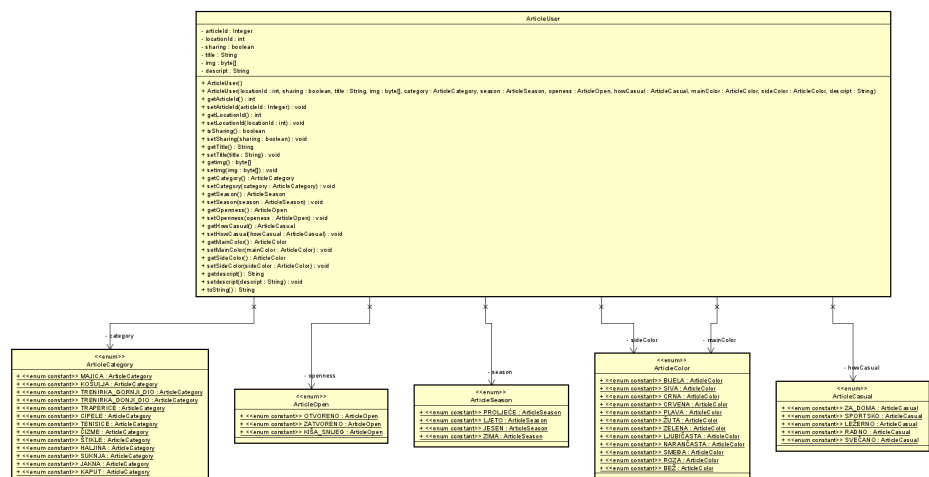 ArticleUser
- articleId : Integer
- locationId : int
- sharing : boolean
- title : String
- img : byte[]
- descript : String
+ ArticleUser()
+ ArticleUser(locationId : int, sharing : boolean, title : String, img : byte[], category : ArticleCategory, season : ArticleSeason, openess : ArticleOpen, howCasual : ArticleCasual, mainColor : ArticleColor, sideColor : ArticleColor, descript : String)
+ getArticleId() : int
+ setArticleId(articleId : Integer) : void
+ getLocationId() : int
+ setLocationId(locationId : int) : void
+ isSharing() : boolean
+ setSharing(sharing : boolean) : void
+ getTitle() : String
+ setTitle(title : String) : void
+ getImg() : byte[]
+ setImg(img : byte[]) : void
+ getCategory() : ArticleCategory
+ setCategory(category : ArticleCategory) : void
+ getSeason() : ArticleSeason
+ setSeason(season : ArticleSeason) : void
+ getOpenness() : ArticleOpen
+ setOpenness(openess : ArticleOpen) : void
+ getHowCasual() : ArticleCasual
+ setHowCasual(howCasual : ArticleCasual) : void
+ getMainColor() : ArticleColor
+ setMainColor(mainColor : ArticleColor) : void
+ getSideColor() : ArticleColor
+ setSideColor(sideColor : ArticleColor) : void
+ getdescript() : String
+ setdescript(descript : String) : void
+ toString() : String
- category
<<enum>>
ArticleCategory
+ <<enum constant>> MAJICA : ArticleCategory
+ <<enum constant>> KOŠULJA : ArticleCategory
+ <<enum constant>> TRENIRKA_GORNJI_DIO : ArticleCategory
+ <<enum constant>> TRENIRKA_DONJI_DIO : ArticleCategory
+ <<enum constant>> TRAPERICE : ArticleCategory
+ <<enum constant>> CIPELE : ArticleCategory
+ <<enum constant>> TENISICE : ArticleCategory
+ <<enum constant>> ČIZME : ArticleCategory
+ <<enum constant>> ŠTIKLE : ArticleCategory
+ <<enum constant>> HALJINA : ArticleCategory
+ <<enum constant>> SUKNJA : ArticleCategory
+ <<enum constant>> JAKNA : ArticleCategory
+ <<enum constant>> KAPUT : ArticleCategory
- openness
<<enum>>
ArticleOpen
+ <<enum constant>> OTVORENO : ArticleOpen
+ <<enum constant>> ZATVORENO : ArticleOpen
+ <<enum constant>> KIŠA_SNIJEG : ArticleOpen
- season
<<enum>>
ArticleSeason
+ <<enum constant>> PROLJEĆE : ArticleSeason
+ <<enum constant>> LJETO : ArticleSeason
+ <<enum constant>> JESEN : ArticleSeason
+ <<enum constant>> ZIMA : ArticleSeason
- sideColor
- mainColor
<<enum>>
ArticleColor
+ <<enum constant>> BIJELA : ArticleColor
+ <<enum constant>> SIVA : ArticleColor
+ <<enum constant>> CRNA : ArticleColor
+ <<enum constant>> CRVENA : ArticleColor
+ <<enum constant>> PLAVA : ArticleColor
+ <<enum constant>> ŽUTA : ArticleColor
+ <<enum constant>> ZELENA : ArticleColor
+ <<enum constant>> LJUBIČASTA : ArticleColor
+ <<enum constant>> NARANČASTA : ArticleColor
+ <<enum constant>> SMEĐA : ArticleColor
+ <<enum constant>> ROZA : ArticleColor
+ <<enum constant>> BEŽ : ArticleColor
- howCasual
<<enum>>
ArticleCasual
+ <<enum constant>> ZA_DOMA : ArticleCasual
+ <<enum constant>> SPORTSKO : ArticleCasual
+ <<enum constant>> LEŽERNO : ArticleCasual
+ <<enum constant>> RADNO : ArticleCasual
+ <<enum constant>> SVEČANO : ArticleCasual